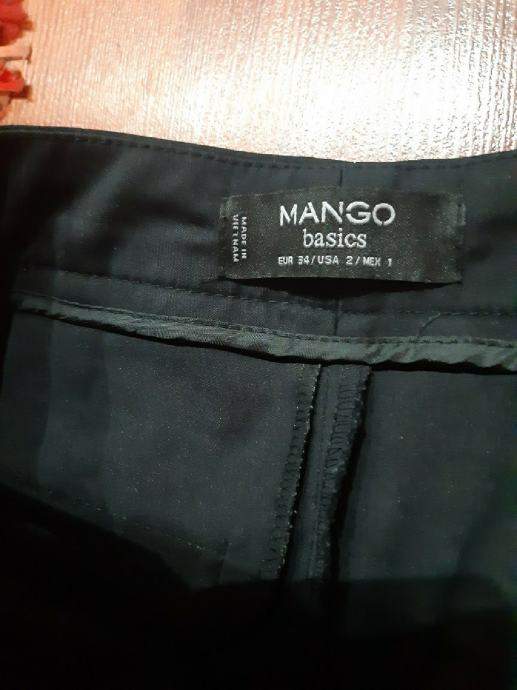 MANGO
basics
EUR 34/USA 2/MEX 1
MADE IN
VIETNAM